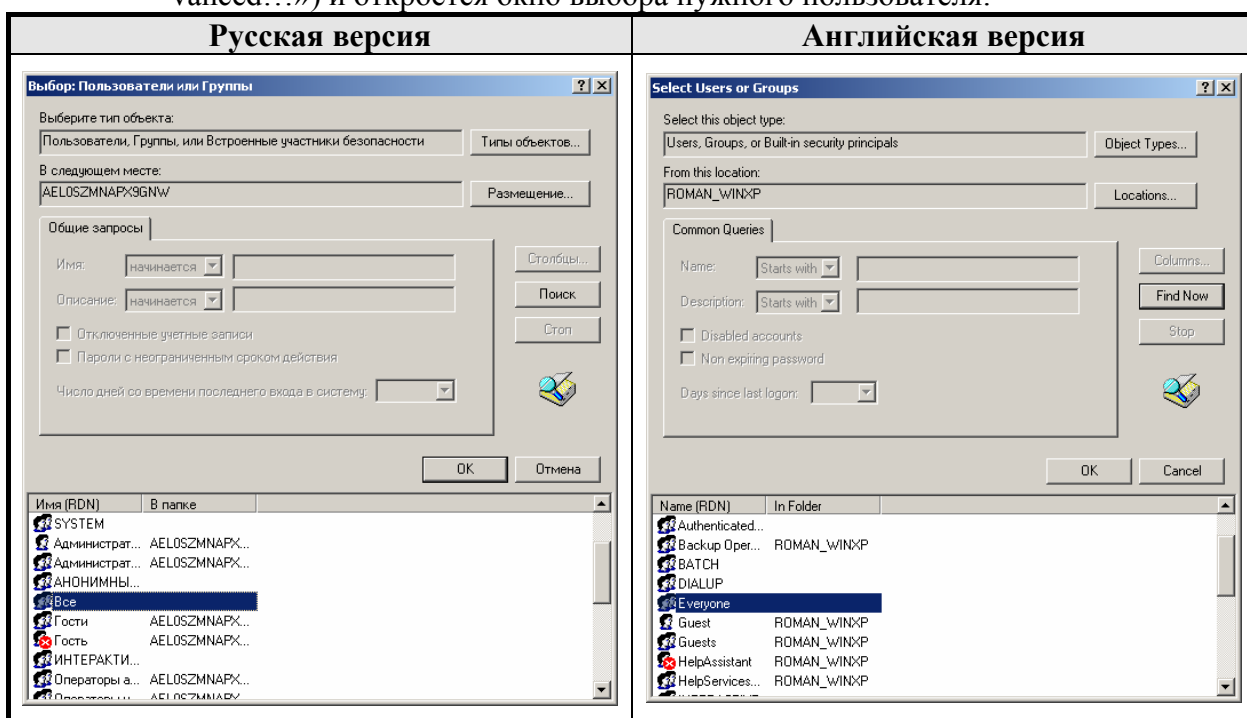 vanced…») и откроется окно выбора нужного пользователя.
Русская версия
Английская версия
Выбор: Пользователи или Группы
Выберите тип объекта:
Пользователи, Группы, или Встроенные участники безопасности
Типы объектов...
В следующем месте:
AEL0SZMNAPX9GNW
Размещение...
Общие запросы
Имя:
начинается
Столбцы...
Описание:
начинается
Поиск
Отключенные учетные записи
Стоп
Пароли с неограниченным сроком действия
Число дней со времени последнего входа в систему:
OK
Отмена
Имя (RDN)
В папке
SYSTEM
Администрат... AEL0SZMNAPX...
Администрат... AEL0SZMNAPX...
АНОНИМНЫ...
Все
Гости AEL0SZMNAPX...
Гость AEL0SZMNAPX...
ИНТЕРАКТИ...
Операторы а... AEL0SZMNAPX...
Select Users or Groups
Select this object type:
Users, Groups, or Built-in security principals
Object Types...
From this location:
ROMAN_WINXP
Locations...
Common Queries
Name:
Starts with
Columns...
Description:
Starts with
Find Now
Disabled accounts
Stop
Non expiring password
Days since last logon:
OK
Cancel
Name (RDN)
In Folder
Authenticated...
Backup Oper... ROMAN_WINXP
BATCH
DIALUP
Everyone
Guest ROMAN_WINXP
Guests ROMAN_WINXP
HelpAssistant ROMAN_WINXP
HelpServices... ROMAN_WINXP